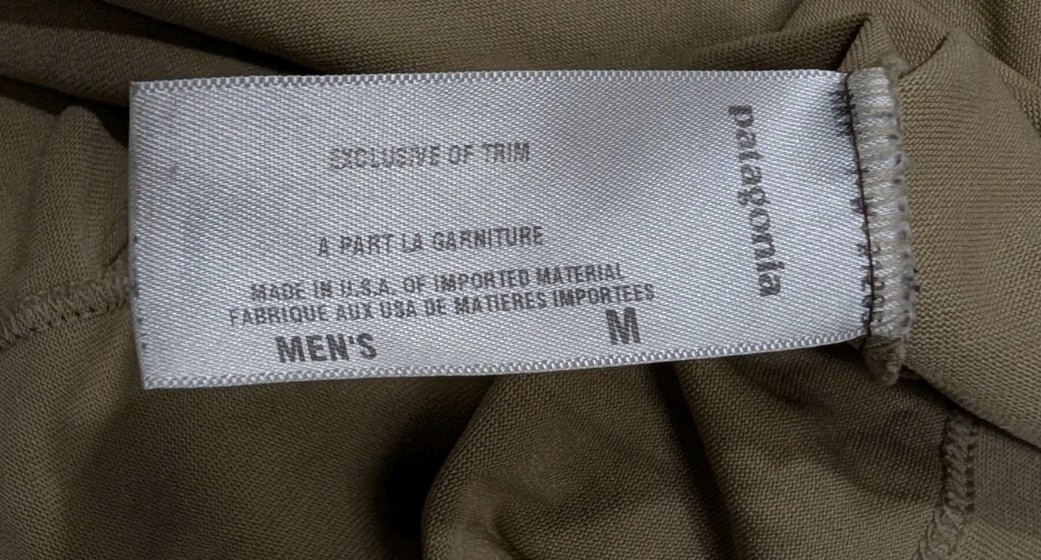 EXCLUSIVE OF TRIM
A PART LA GARNITURE
MADE IN U.S.A. OF IMPORTED MATERIAL
FABRIQUE AUX USA DE MATIERES IMPORTEES
MEN'S M
patagonia